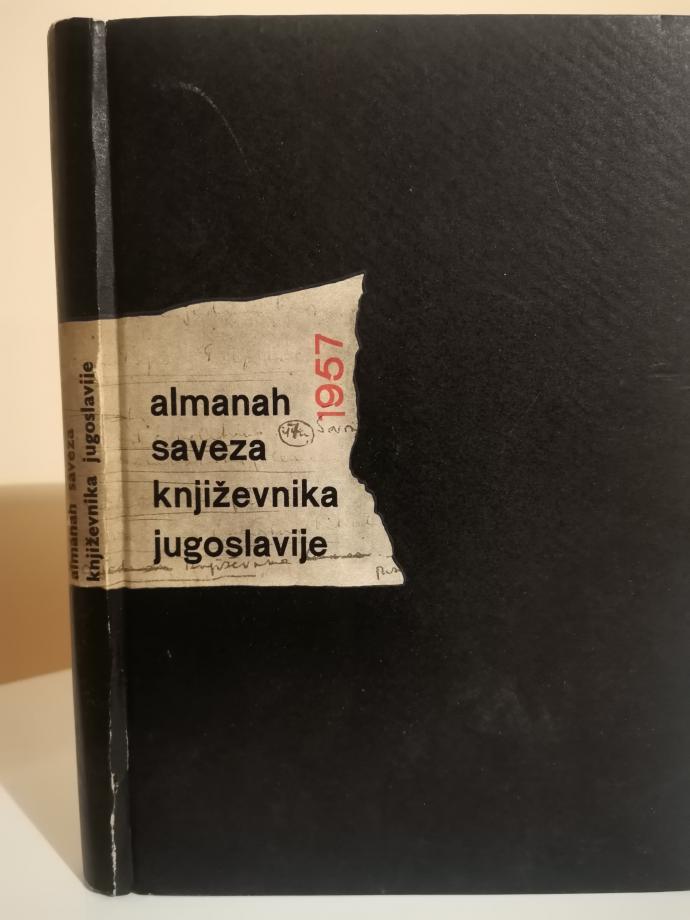 almanah
saveza
književnika
jugoslavije
1957
almanah saveza
književnika jugoslavije